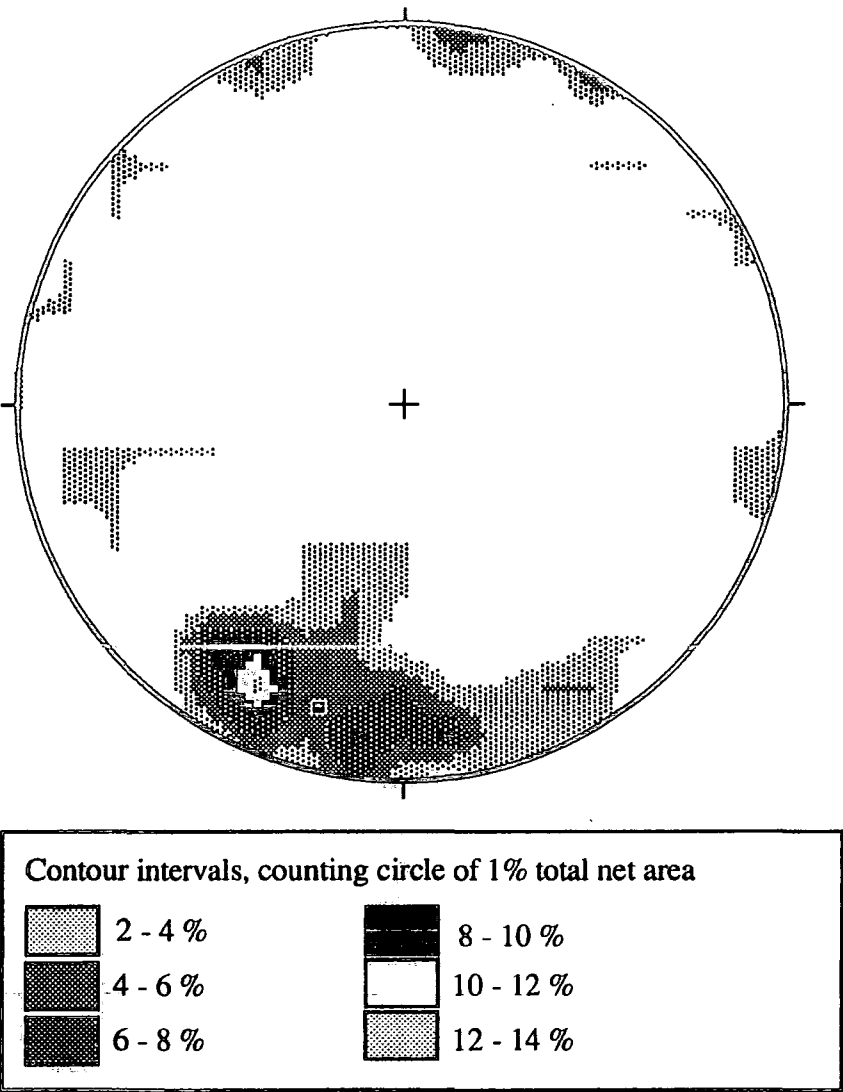 Contour intervals, counting circle of 1% total net area
2 - 4 %
4 - 6 %
6 - 8 %
8 - 10 %
10 - 12 %
12 - 14 %